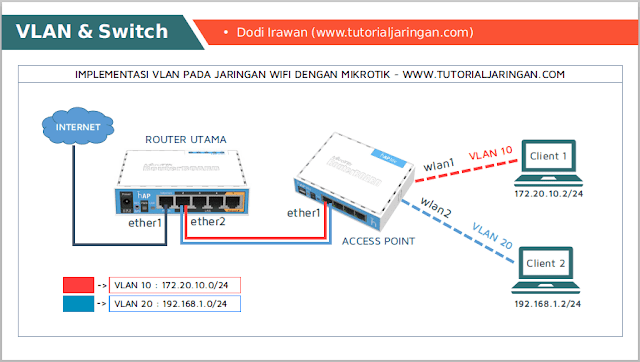 VLAN & Switch
• Dodi Irawan (www.tutorialjaringan.com)
IMPLEMENTASI VLAN PADA JARINGAN WIFI DENGAN MIKROTIK - WWW.TUTORIALJARINGAN.COM
INTERNET
ROUTER UTAMA
hAP
ether1
ether2
ether1
ACCESS POINT
wlan1
VLAN 10
Client 1
172.20.10.2/24
wlan2
VLAN 20
Client 2
192.168.1.2/24
-> VLAN 10 : 172.20.10.0/24
-> VLAN 20 : 192.168.1.0/24